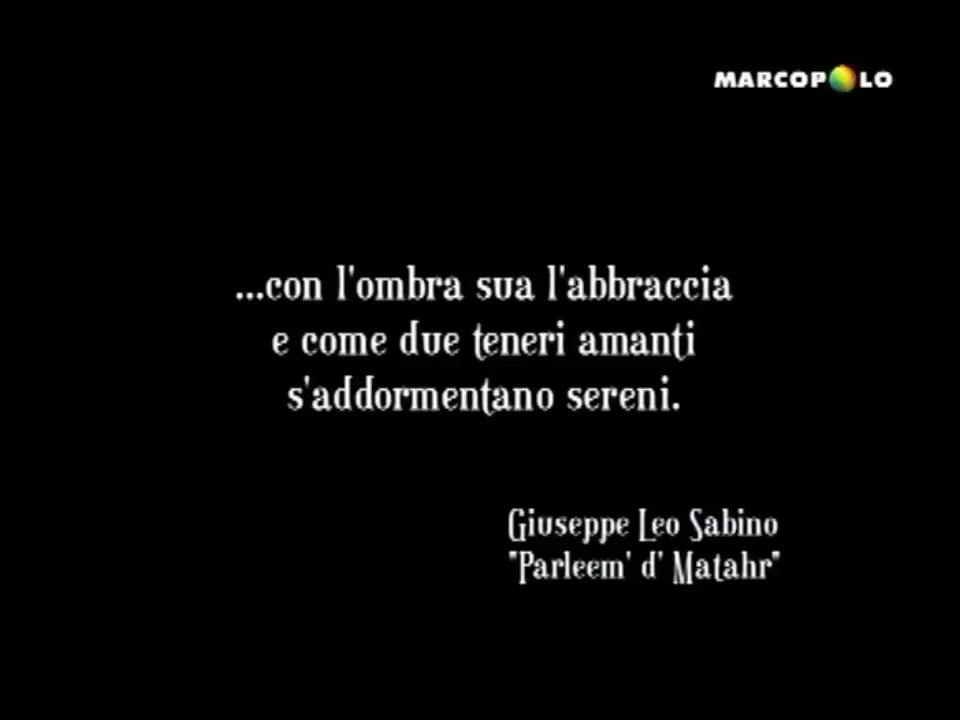 MARCOPOLO
...con l'ombra sua l'abbraccia
e come due teneri amanti
s'addormentano sereni.
Giuseppe Leo Sabino
"Parleem' d' Matahr"